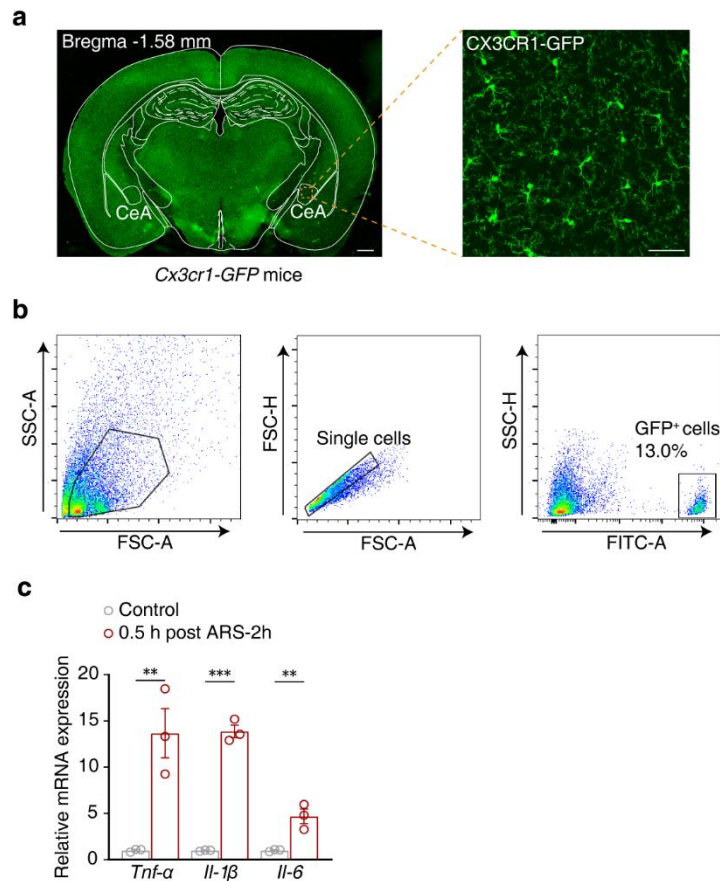 a
Bregma -1.58 mm
CX3CR1-GFP
CeA
CeA
Cx3cr1-GFP mice
b
SSC-A
FSC-A
FSC-H
Single cells
FSC-A
SSC-H
GFP+ cells
13.0%
FITC-A
c
Control
0.5 h post ARS-2h
Relative mRNA expression
20
15
10
5
0
**
***
**
Tnf-α
Il-1β
Il-6